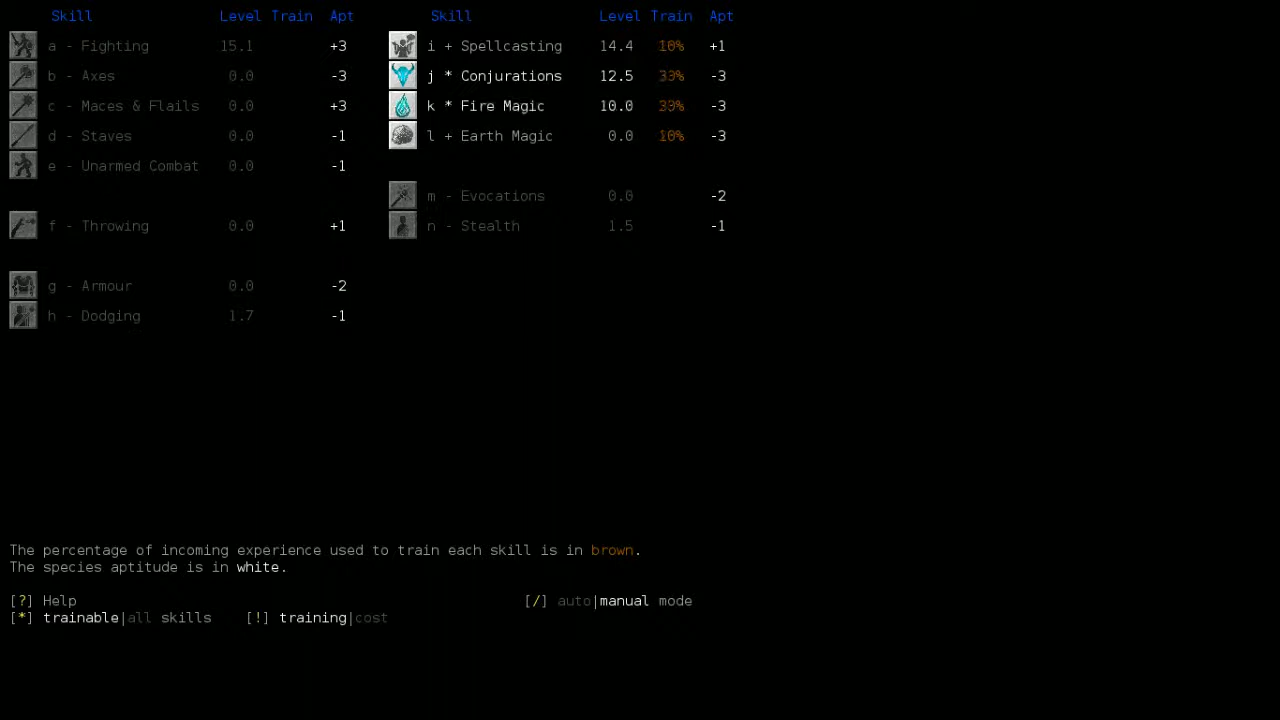 Skill Level Train Apt Skill Level Train Apt
a - Fighting 15.1 +3 i + Spellcasting 14.4 16% +1
b - Axes 0.0 -3 j * Conjurations 12.5 33% -3
c - Maces & Flails 0.0 +3 k * Fire Magic 10.0 33% -3
d - Staves 0.0 -1 l + Earth Magic 0.0 16% -3
e - Unarmed Combat 0.0 -1
m - Evocations 0.0 -2
f - Throwing 0.0 +1 n - Stealth 1.5 -1
g - Armour 0.0 -2
h - Dodging 1.7 -1
The percentage of incoming experience used to train each skill is in brown.
The species aptitude is in white.
[?] Help [/] auto|manual mode
[*] trainable|all skills [!] training|cost